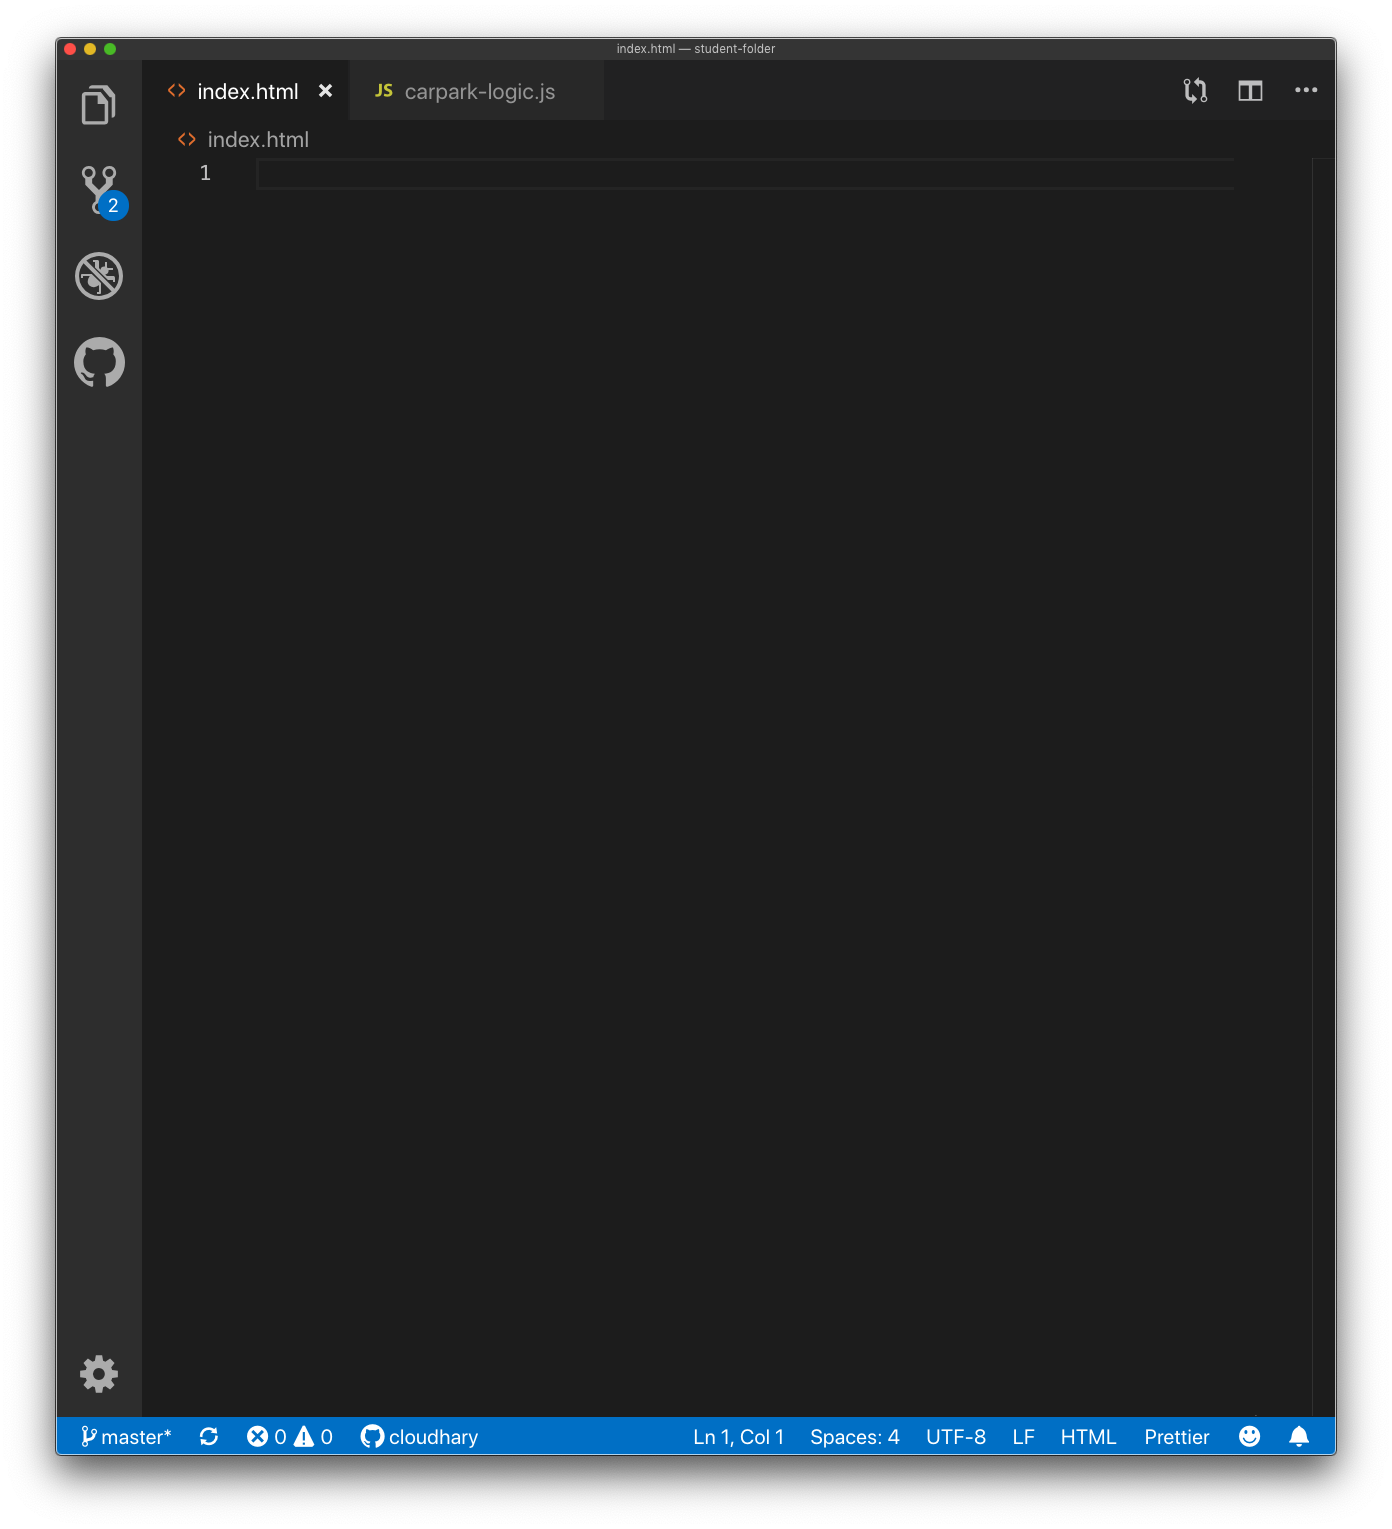 index.html — student-folder
index.html JS carpark-logic.js
index.html
1
2
master* 0 0 cloudhary Ln 1, Col 1 Spaces: 4 UTF-8 LF HTML Prettier